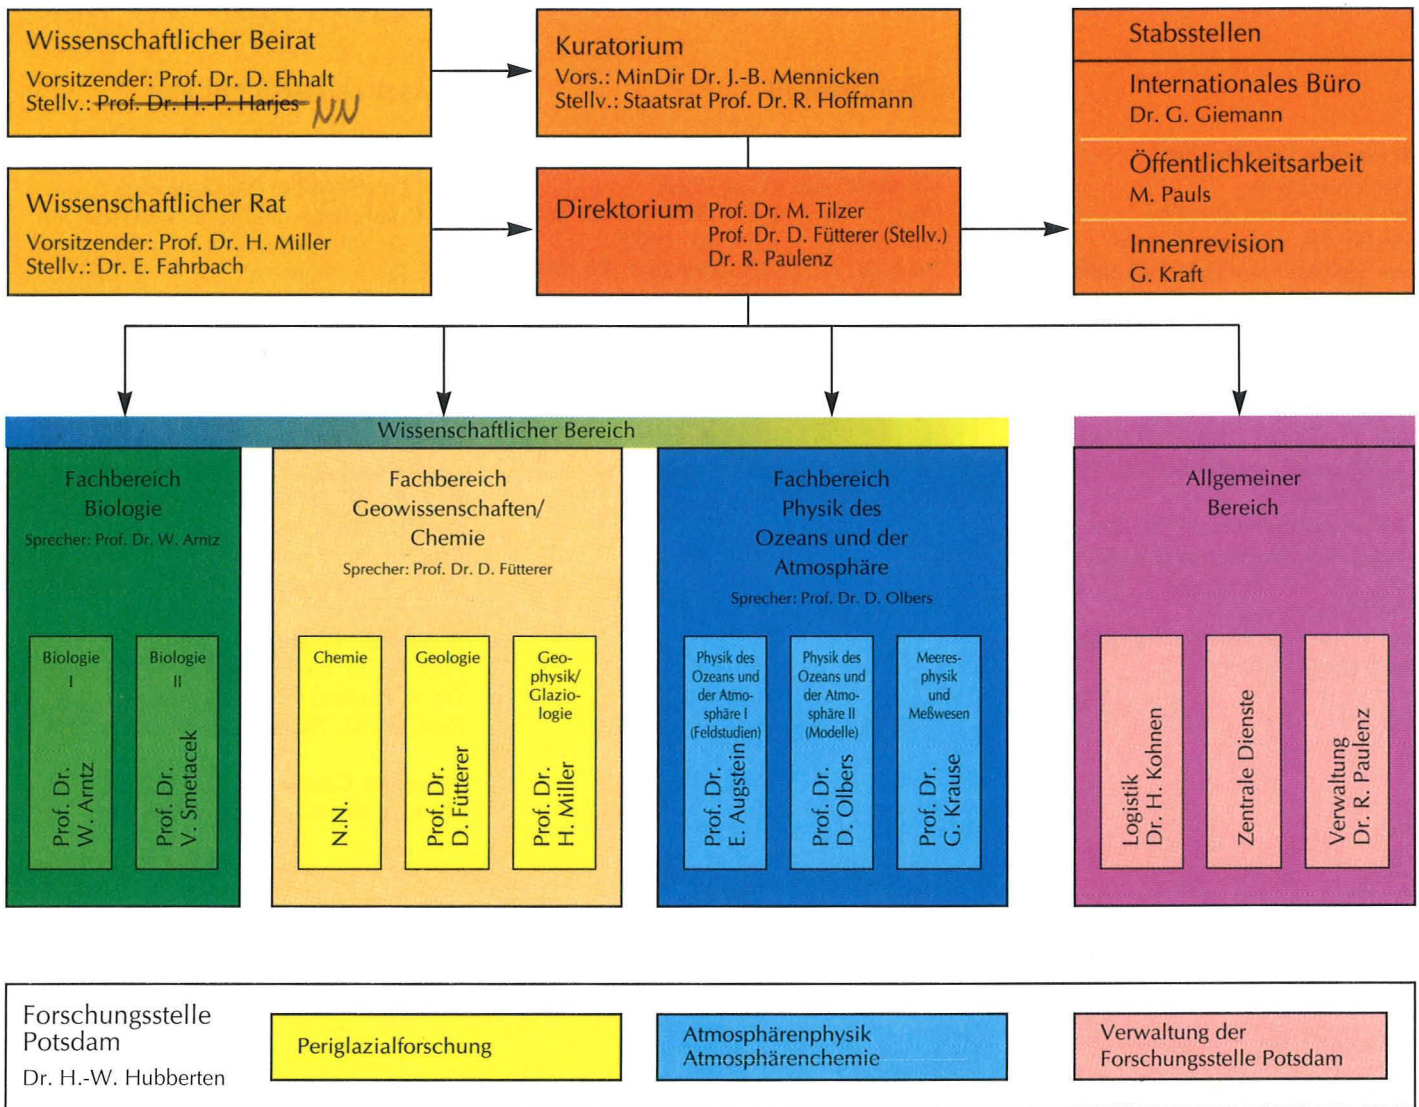 Wissenschaftlicher Beirat
Vorsitzender: Prof. Dr. D. Ehhalt
Stellv.: Prof. Dr. H.-P. Harjes NN
Kuratorium
Vors.: MinDir Dr. J.-B. Mennicken
Stellv.: Staatsrat Prof. Dr. R. Hoffmann
Stabsstellen
Internationales Büro
Dr. G. Giemann
Öffentlichkeitsarbeit
M. Pauls
Innenrevision
G. Kraft
Wissenschaftlicher Rat
Vorsitzender: Prof. Dr. H. Miller
Stellv.: Dr. E. Fahrbach
Direktorium Prof. Dr. M. Tilzer
Prof. Dr. D. Fütterer (Stellv.)
Dr. R. Paulenz
Wissenschaftlicher Bereich
Fachbereich
Biologie
Sprecher: Prof. Dr. W. Arntz
Biologie
I
Prof. Dr.
W. Arntz
Biologie
II
Prof. Dr.
V. Smetacek
Fachbereich
Geowissenschaften/
Chemie
Sprecher: Prof. Dr. D. Fütterer
Chemie
N.N.
Geologie
Prof. Dr.
D. Fütterer
Geo-
physik/
Glazio-
logie
Prof. Dr.
H. Miller
Fachbereich
Physik des
Ozeans und der
Atmosphäre
Sprecher: Prof. Dr. D. Olbers
Physik des
Ozeans und
der Atmo-
sphäre I
(Feldstudien)
Prof. Dr.
E. Augstein
Physik des
Ozeans und
der Atmo-
sphäre II
(Modelle)
Prof. Dr.
D. Olbers
Meeres-
physik
und
Meßwesen
Prof. Dr.
G. Krause
Allgemeiner
Bereich
Logistik
Dr. H. Kohnen
Zentrale Dienste
Verwaltung
Dr. R. Paulenz
Forschungsstelle
Potsdam
Dr. H.-W. Hubberten
Periglazialforschung
Atmosphärenphysik
Atmosphärenchemie
Verwaltung der
Forschungsstelle Potsdam